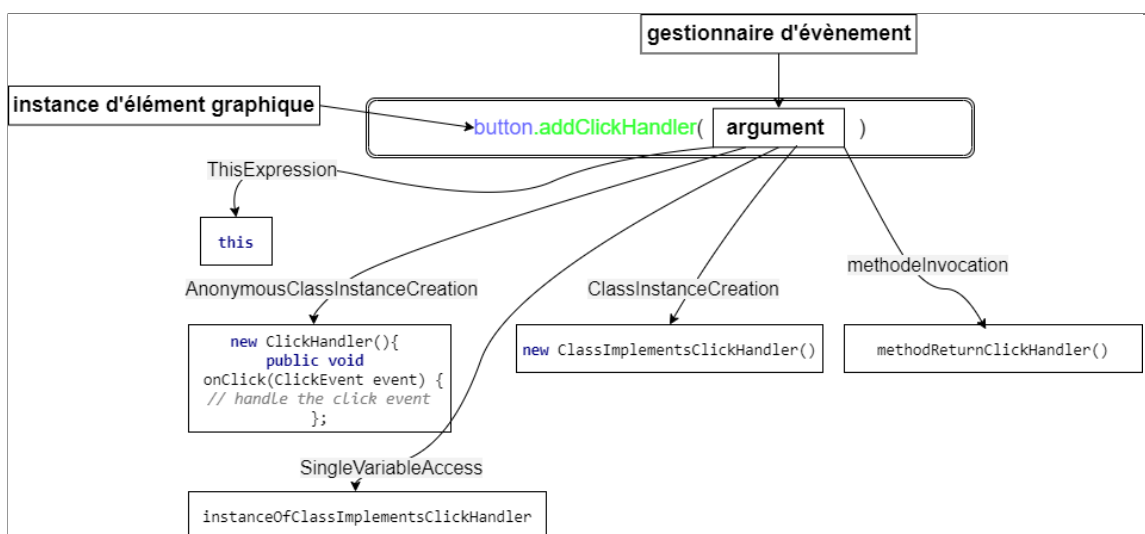 gestionnaire d'évènement
instance d'élément graphique
button.addClickHandler( argument )
ThisExpression
this
methodeInvocation
AnonymousClassInstanceCreation
ClassInstanceCreation
new ClickHandler(){
public void
onClick(ClickEvent event) {
// handle the click event
};
new ClassImplementsClickHandler()
methodReturnClickHandler()
SingleVariableAccess
instanceOfClassImplementsClickHandler